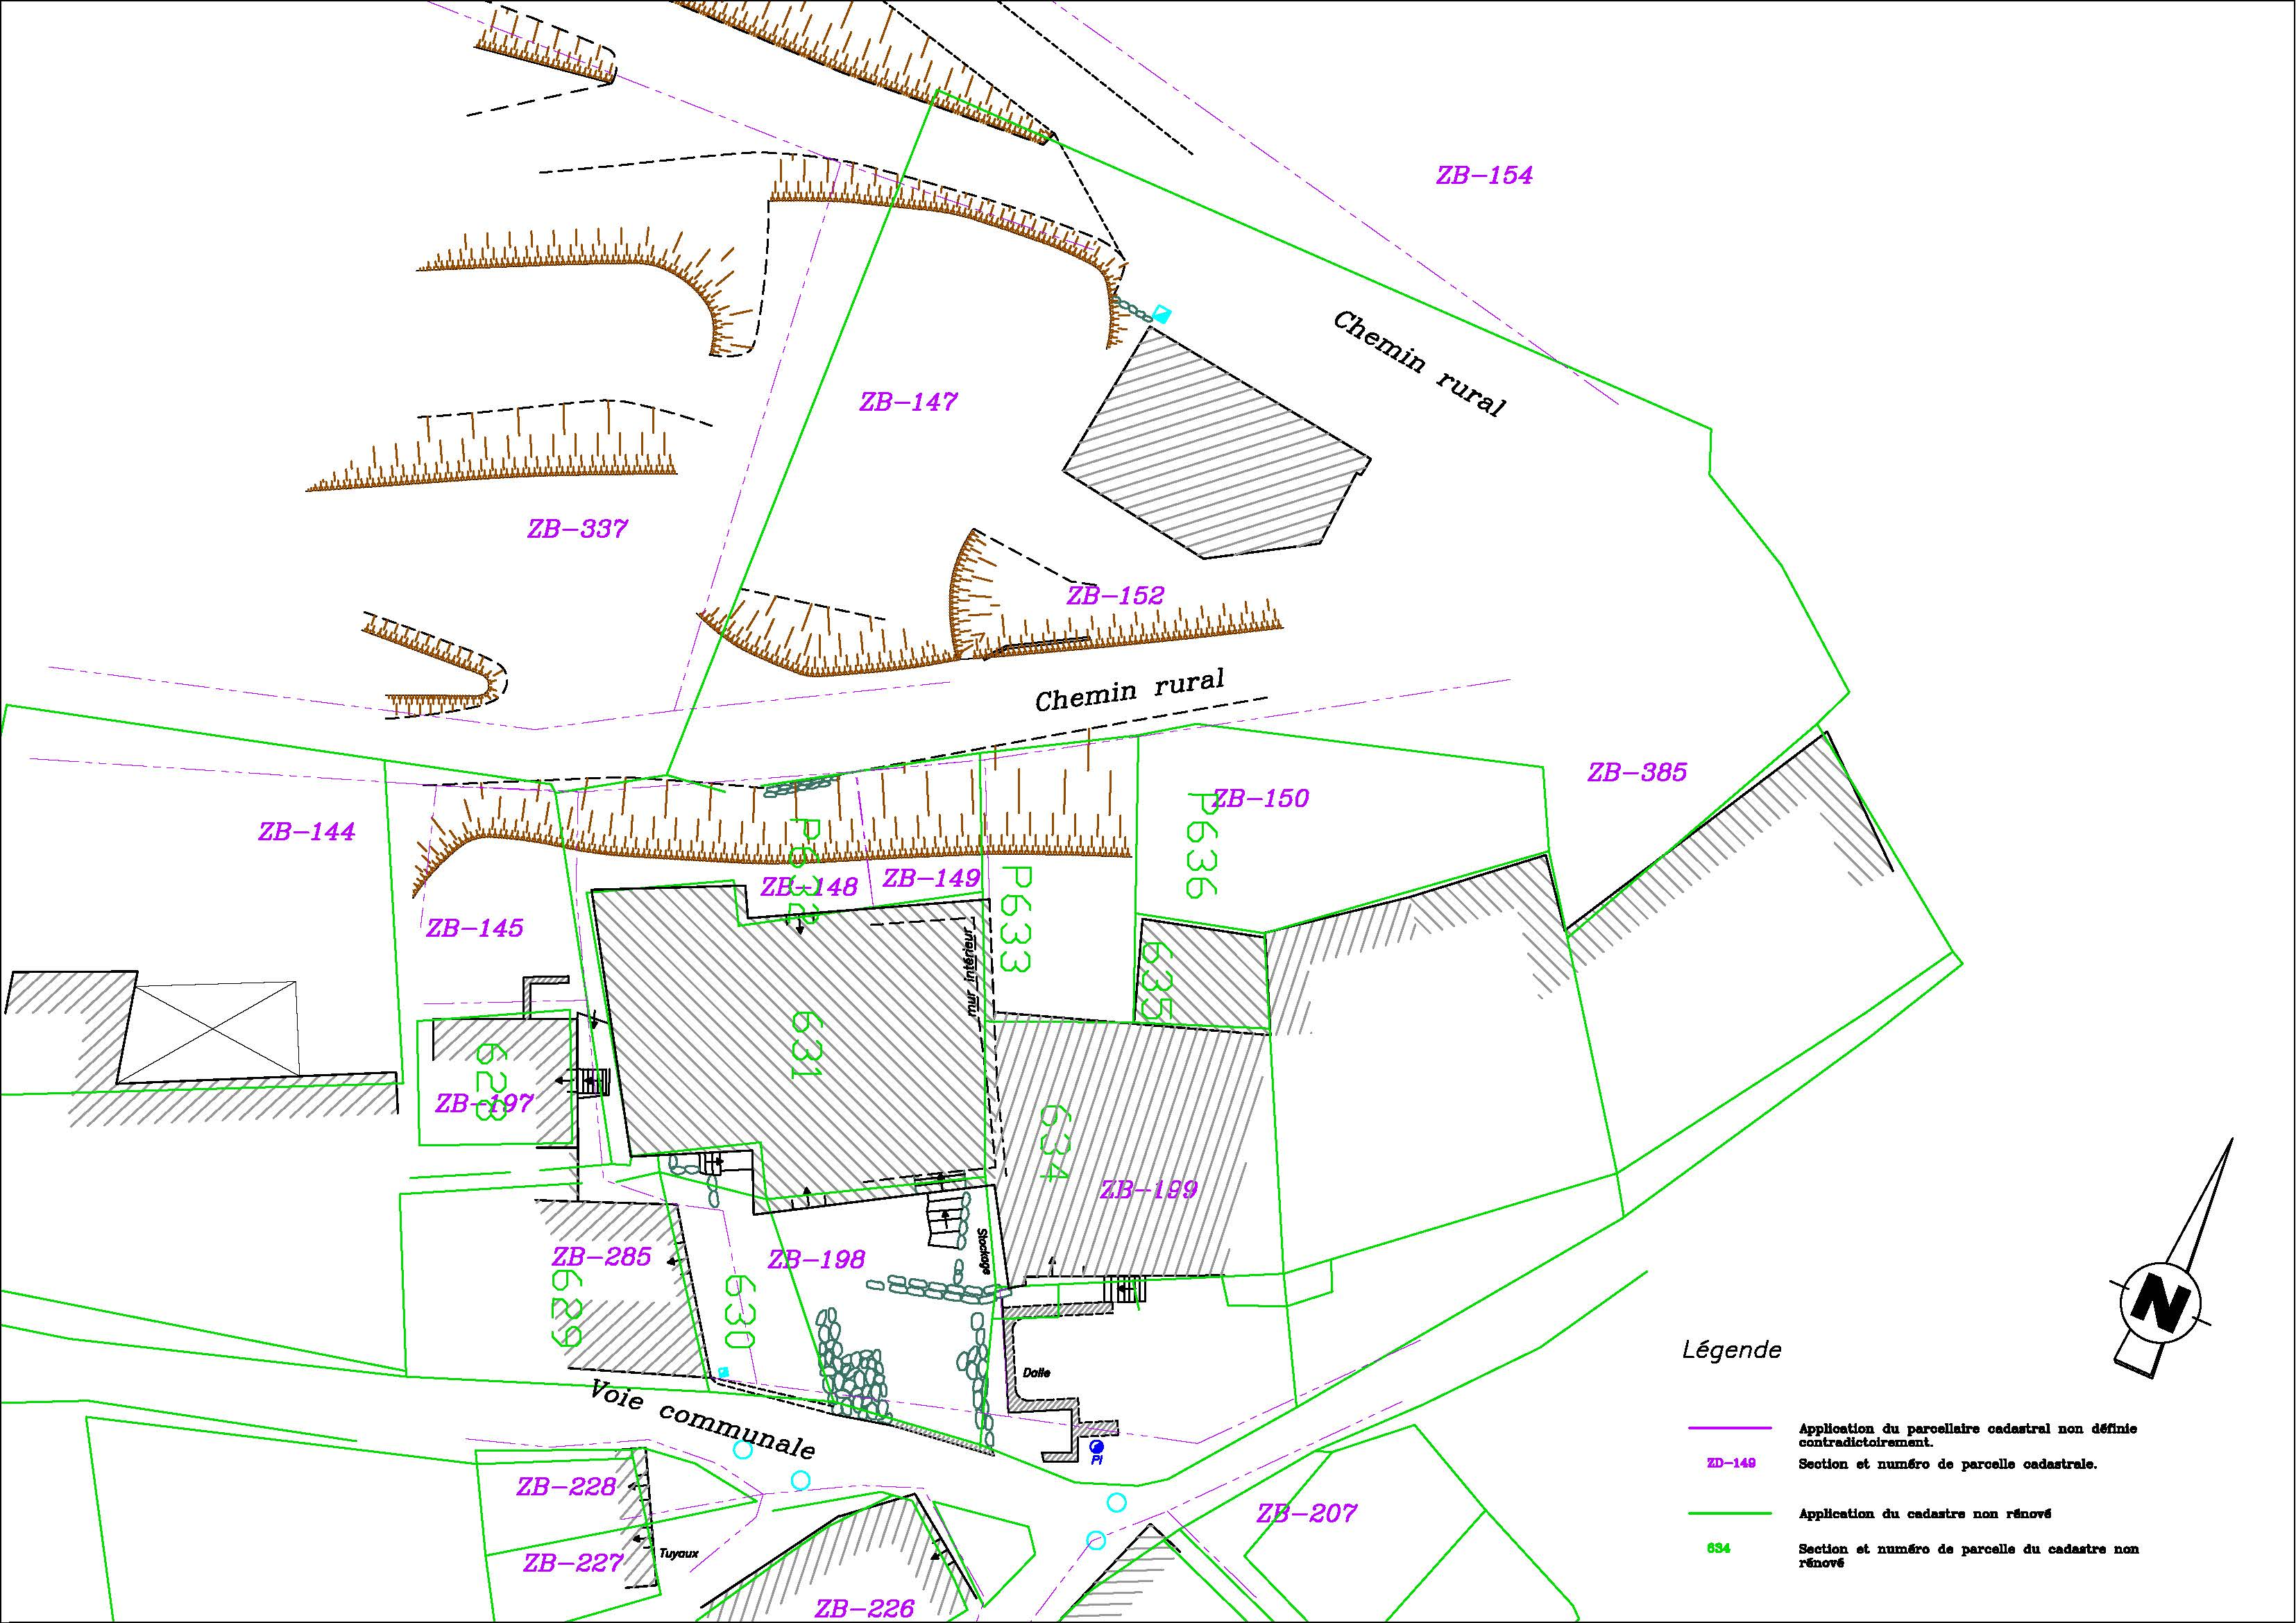 ZB-154
Chemin rural
ZB-147
ZB-337
ZB-152
Chemin rural
ZB-385
ZB-150
P636
ZB-144
P632
ZB-148
ZB-149
P633
ZB-145
mur intérieur
635
631
628
ZB-197
634
ZB-199
ZB-285
629
630
ZB-198
Stockage
Dalle
Voie communale
PI
ZB-228
ZB-227
Tuyaux
ZB-226
ZB-207
N
Légende
Application du parcellaire cadastral non définie
contradictoirement.
ZD-149
Section et numéro de parcelle cadastrale.
Application du cadastre non rénové
634
Section et numéro de parcelle du cadastre non
rénové